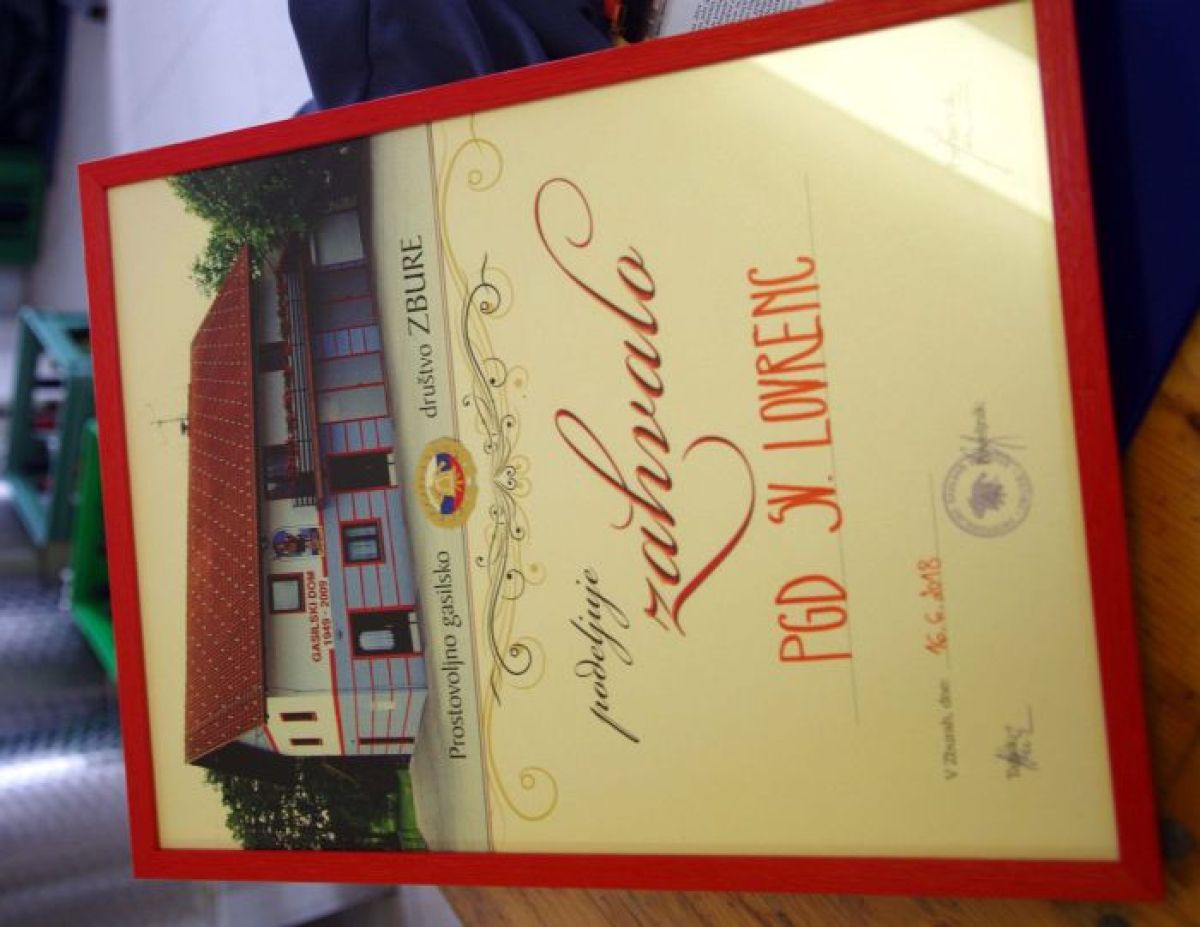 GASILSKI DOM
1949 - 2009
Prostovoljno gasilsko društvo ZBURE
podeljuje
zahvalo
PGD SV. LOVRENC
V Zburah, dne 16. 6. 2018